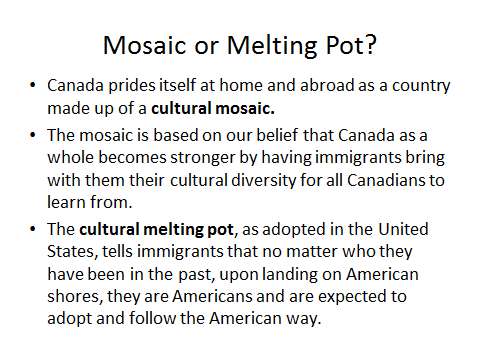 Mosaic or Melting Pot?
• Canada prides itself at home and abroad as a country
made up of a cultural mosaic.
• The mosaic is based on our belief that Canada as a
whole becomes stronger by having immigrants bring
with them their cultural diversity for all Canadians to
learn from.
• The cultural melting pot, as adopted in the United
States, tells immigrants that no matter who they
have been in the past, upon landing on American
shores, they are Americans and are expected to
adopt and follow the American way.